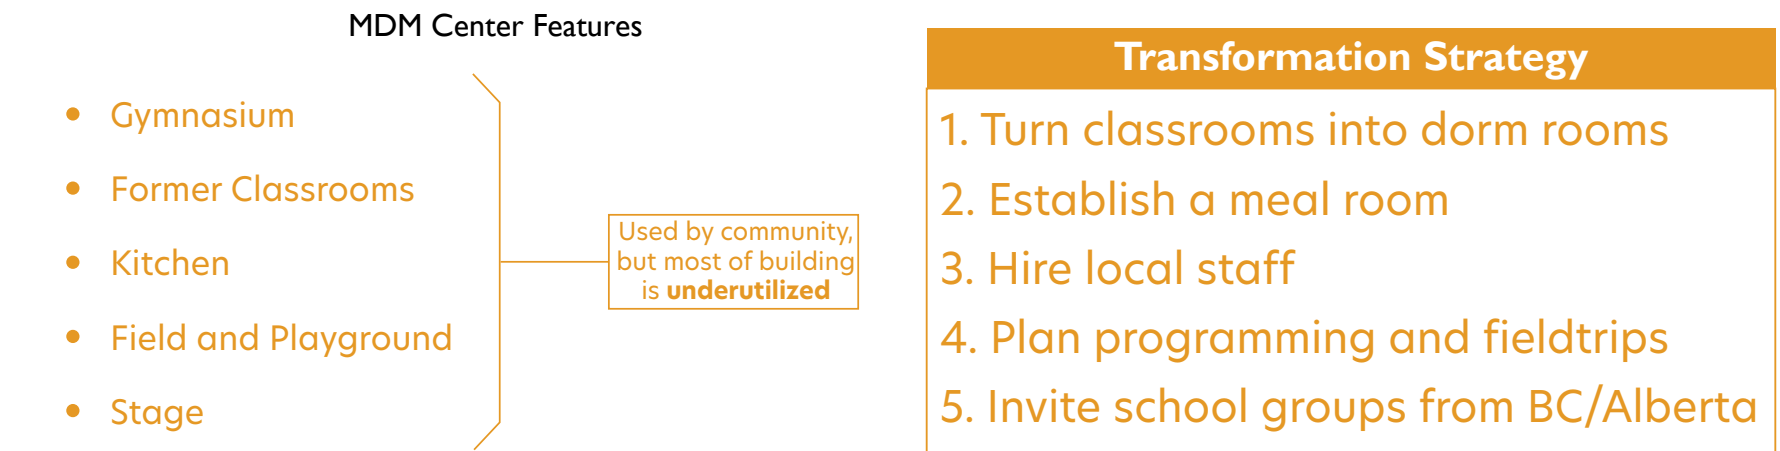 MDM Center Features
• Gymnasium
• Former Classrooms
• Kitchen
• Field and Playground
• Stage
Used by community,
but most of building
is underutilized
Transformation Strategy
1. Turn classrooms into dorm rooms
2. Establish a meal room
3. Hire local staff
4. Plan programming and fieldtrips
5. Invite school groups from BC/Alberta